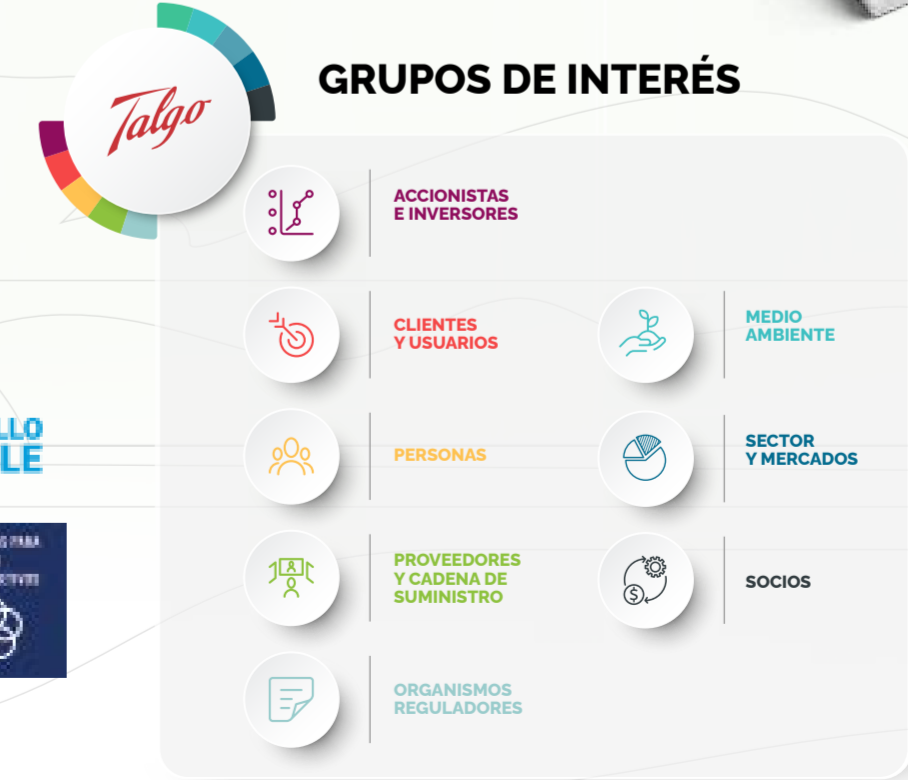 Talgo
GRUPOS DE INTERÉS
ACCIONISTAS
E INVERSORES
CLIENTES
Y USUARIOS
PERSONAS
PROVEEDORES
Y CADENA DE
SUMINISTRO
ORGANISMOS
REGULADORES
MEDIO
AMBIENTE
SECTOR
Y MERCADOS
SOCIOS
LLO
LE